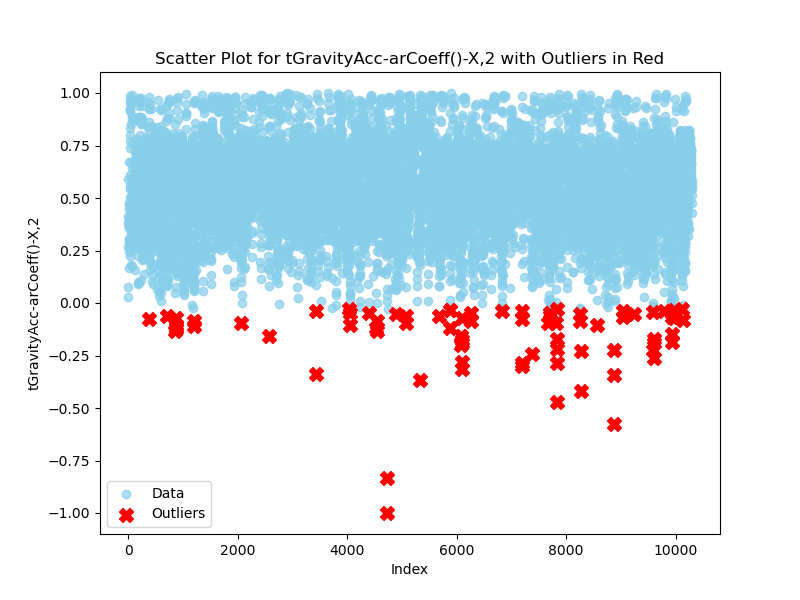 Scatter Plot for tGravityAcc-arCoeff()-X,2 with Outliers in Red
1.00
0.75
0.50
0.25
0.00
−0.25
−0.50
−0.75
−1.00
tGravityAcc-arCoeff()-X,2
Data
Outliers
0 2000 4000 6000 8000 10000
Index